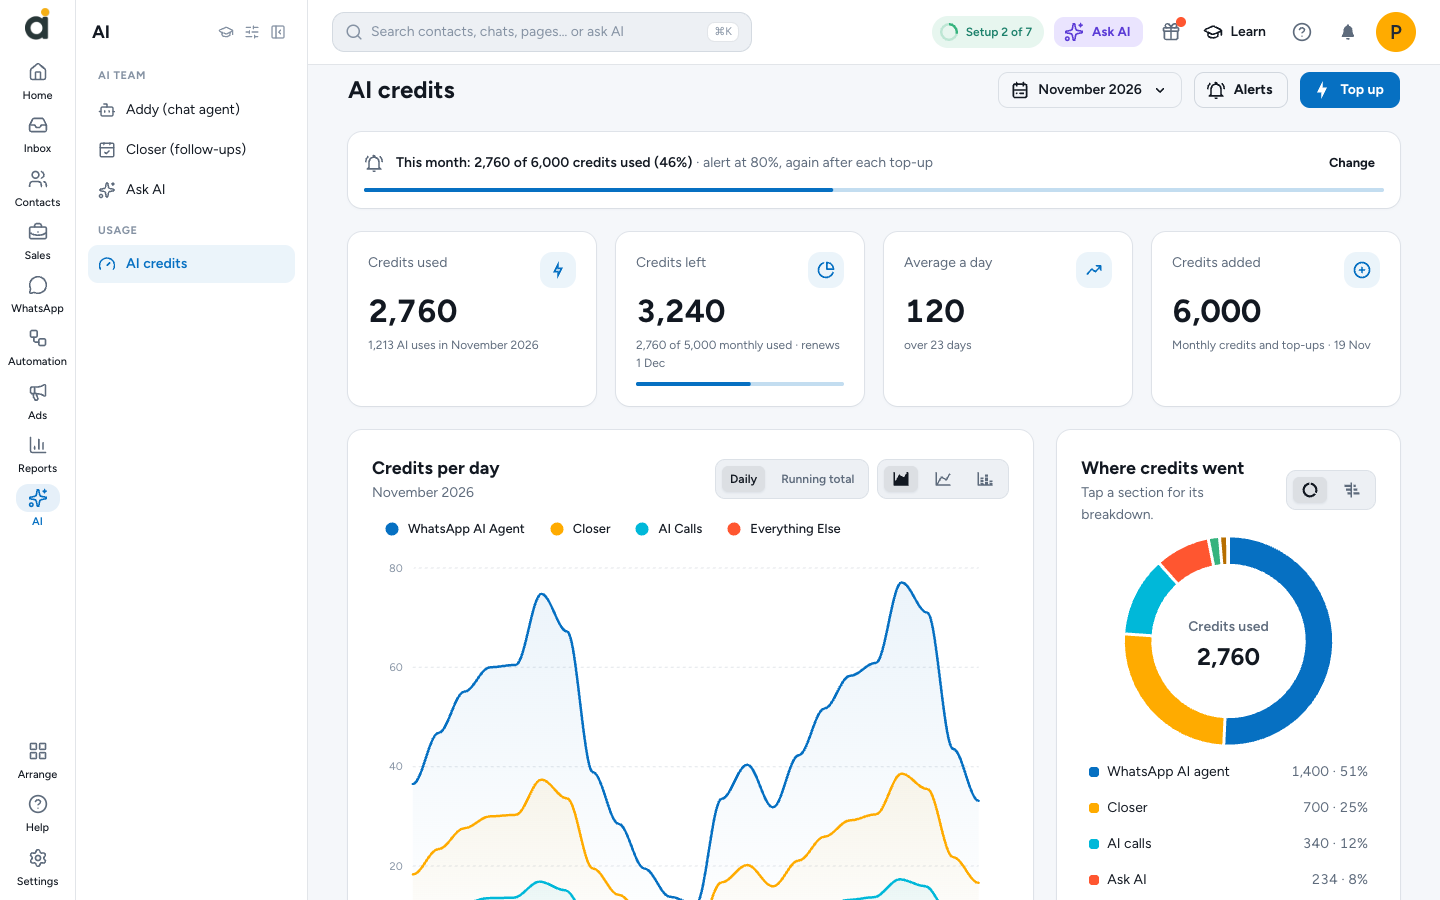 Search contacts, chats, pages... or ask AI
⌘K
Setup 2 of 7
Ask AI
Learn
P
Home
Inbox
Contacts
Sales
WhatsApp
Automation
Ads
Reports
AI
Arrange
Help
Settings
AI
AI TEAM
Addy (chat agent)
Closer (follow-ups)
Ask AI
USAGE
AI credits
AI credits
November 2026
Alerts
Top up
This month: 2,760 of 6,000 credits used (46%) · alert at 80%, again after each top-up
Change
Credits used
2,760
1,213 AI uses in November 2026
Credits left
3,240
2,760 of 5,000 monthly used · renews
1 Dec
Average a day
120
over 23 days
Credits added
6,000
Monthly credits and top-ups · 19 Nov
Credits per day
November 2026
Daily
Running total
WhatsApp AI Agent
Closer
AI Calls
Everything Else
80
60
40
20
Where credits went
Tap a section for its
breakdown.
Credits used
2,760
WhatsApp AI agent 1,400 · 51%
Closer 700 · 25%
AI calls 340 · 12%
Ask AI 234 · 8%